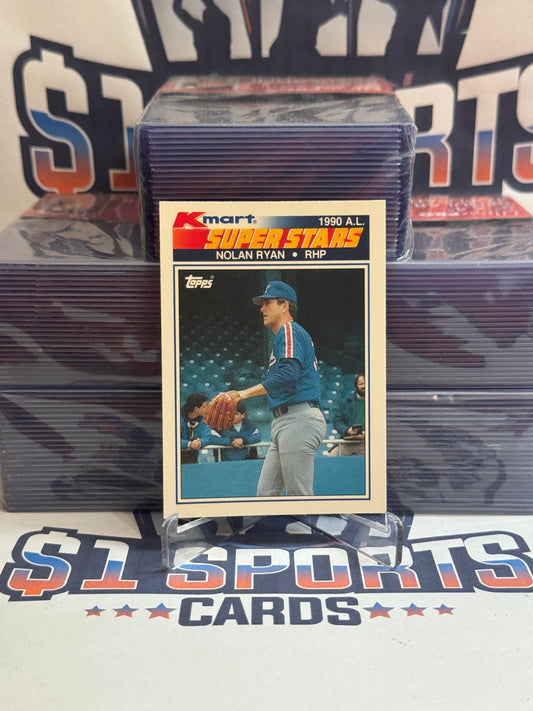 $1 SPORTS
Kmart®
1990 A.L.
SUPER STARS
NOLAN RYAN • RHP
Topps®
$1 SPORTS
CARDS